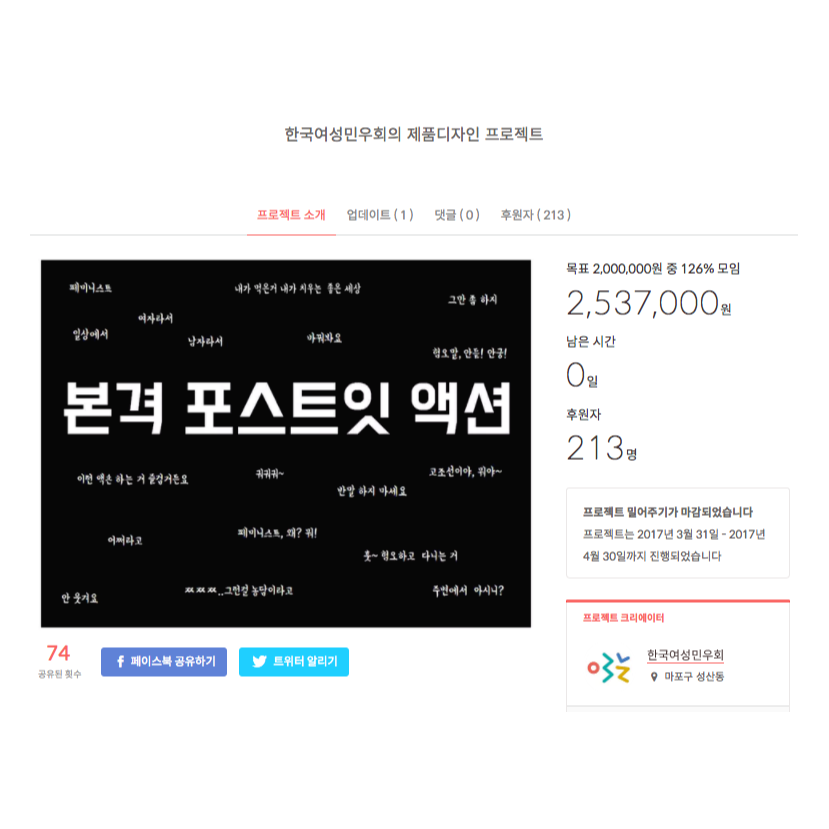 한국여성민우회의 제품디자인 프로젝트
프로젝트 소개 업데이트 ( 1 ) 댓글 ( 0 ) 후원자 ( 213 )
페미니스트
내가 먹은거 내가 치우는 좋은 세상
그만 좀 하지
여자라서
일상에서
남자라서
바꿔봐요
혐오말, 안돋! 안궁!
본격 포스트잇 액션
이런 액션 하는 거 즐겁거든요
궈궈궈~
고조선이야, 뭐야~
반말 하지 마세요
어쩌라고
페미니스트, 왜? 뭐!
훗~ 혐오하고 다니는 거
안 웃겨요
ㅉㅉㅉ..그런걸 농담이라고
주변에서 아시니?
74
공유된 횟수
페이스북 공유하기
트위터 알리기
목표 2,000,000원 중 126% 모임
2,537,000원
남은 시간
0일
후원자
213명
프로젝트 밀어주기가 마감되었습니다
프로젝트는 2017년 3월 31일 - 2017년
4월 30일까지 진행되었습니다
프로젝트 크리에이터
한국여성민우회
마포구 성산동